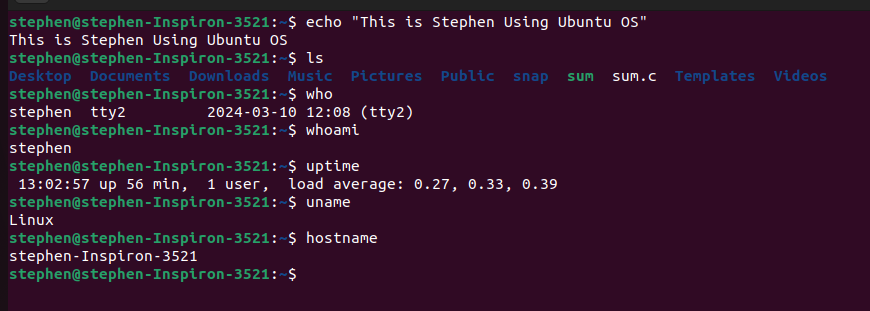 stephen@stephen-Inspiron-3521:~$ echo "This is Stephen Using Ubuntu OS"
This is Stephen Using Ubuntu OS
stephen@stephen-Inspiron-3521:~$ ls
Desktop  Documents  Downloads  Music  Pictures  Public  snap  sum  sum.c  Templates  Videos
stephen@stephen-Inspiron-3521:~$ who
stephen  tty2         2024-03-10 12:08 (tty2)
stephen@stephen-Inspiron-3521:~$ whoami
stephen
stephen@stephen-Inspiron-3521:~$ uptime
 13:02:57 up 56 min,  1 user,  load average: 0.27, 0.33, 0.39
stephen@stephen-Inspiron-3521:~$ uname
Linux
stephen@stephen-Inspiron-3521:~$ hostname
stephen-Inspiron-3521
stephen@stephen-Inspiron-3521:~$